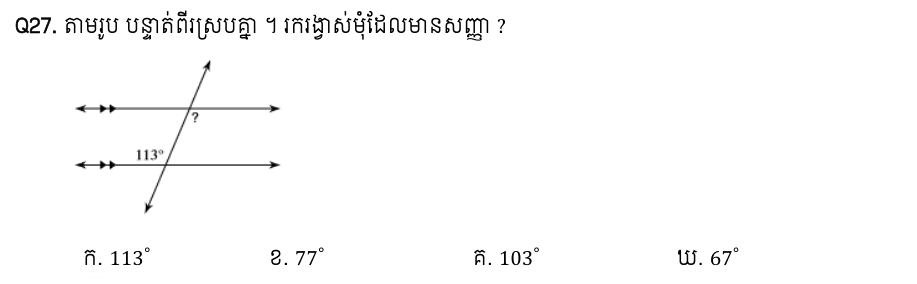 Q27. តាមរូប បន្ទាត់ពីរស្របគ្នា ។ រករង្វាស់មុំដែលមានសញ្ញា ?
?
113°
ក. 113° ខ. 77° គ. 103° ឃ. 67°